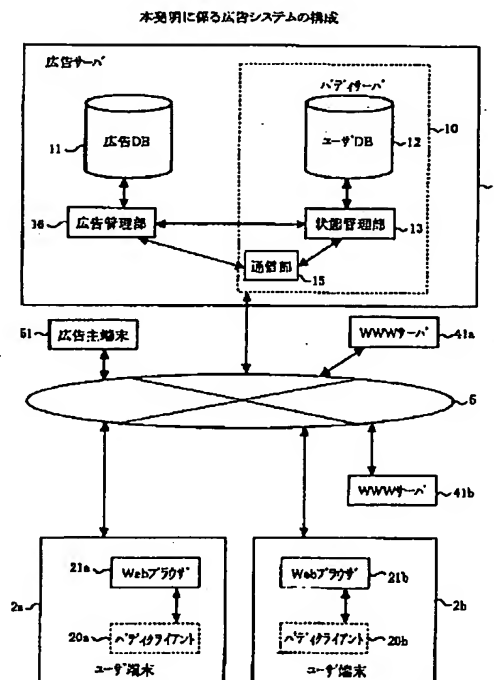 本発明に係る広告システムの構成
広告サーバ
バディサーバ
広告DB
11
ユーザDB
12
10
16
広告管理部
状態管理部
13
通信部
15
51
広告主端末
WWWサーバ
41a
6
WWWサーバ
41b
21a
Webブラウザ
2a
20a
バディクライアント
ユーザ端末
Webブラウザ
21b
2b
バディクライアント
20b
ユーザ端末